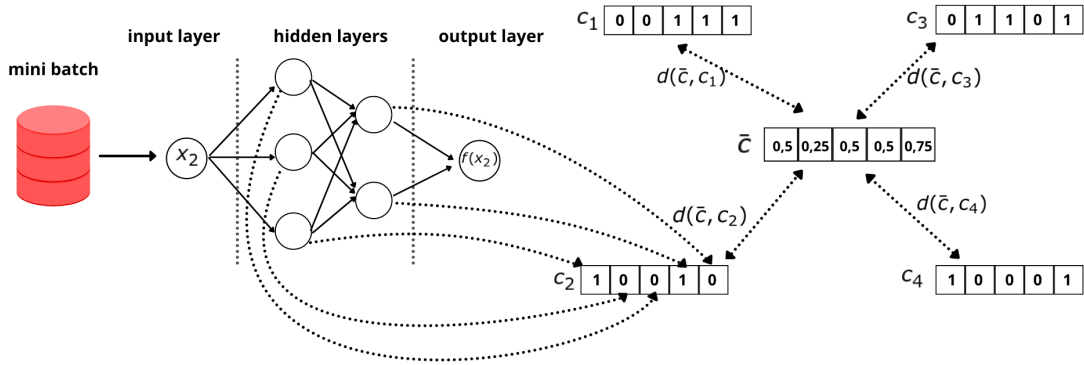 input layer
hidden layers
output layer
mini batch
x₂
f(x₂)
c₁ 0 0 1 1 1
c₃ 0 1 1 0 1
d(c̄, c₁)
d(c̄, c₃)
c̄ 0,5 0,25 0,5 0,5 0,75
d(c̄, c₂)
d(c̄, c₄)
c₂ 1 0 0 1 0
c₄ 1 0 0 0 1